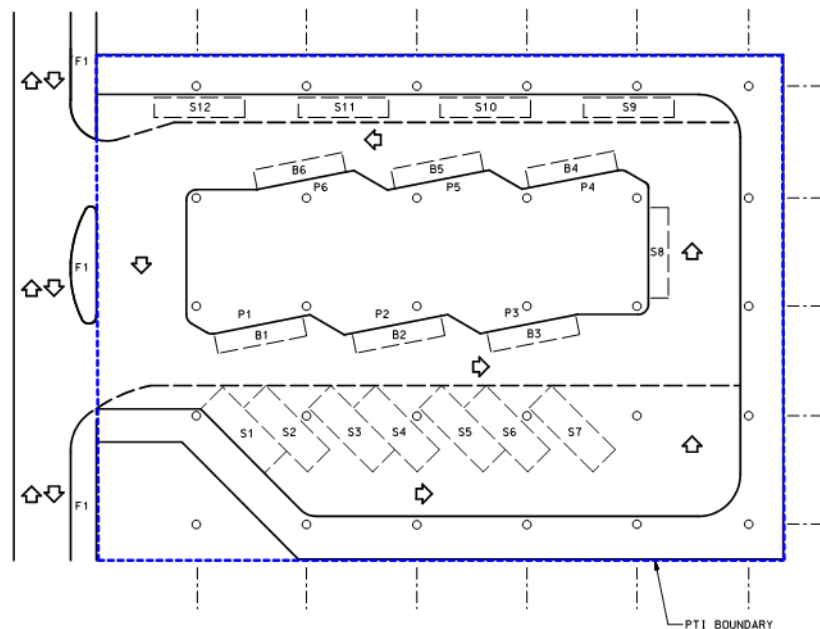 F1
S12 S11 S10 S9
B6 B5 B4
P6 P5 P4
S8
F1
P1 P2 P3
B1 B2 B3
S1 S2 S3 S4 S5 S6 S7
F1
PTI BOUNDARY